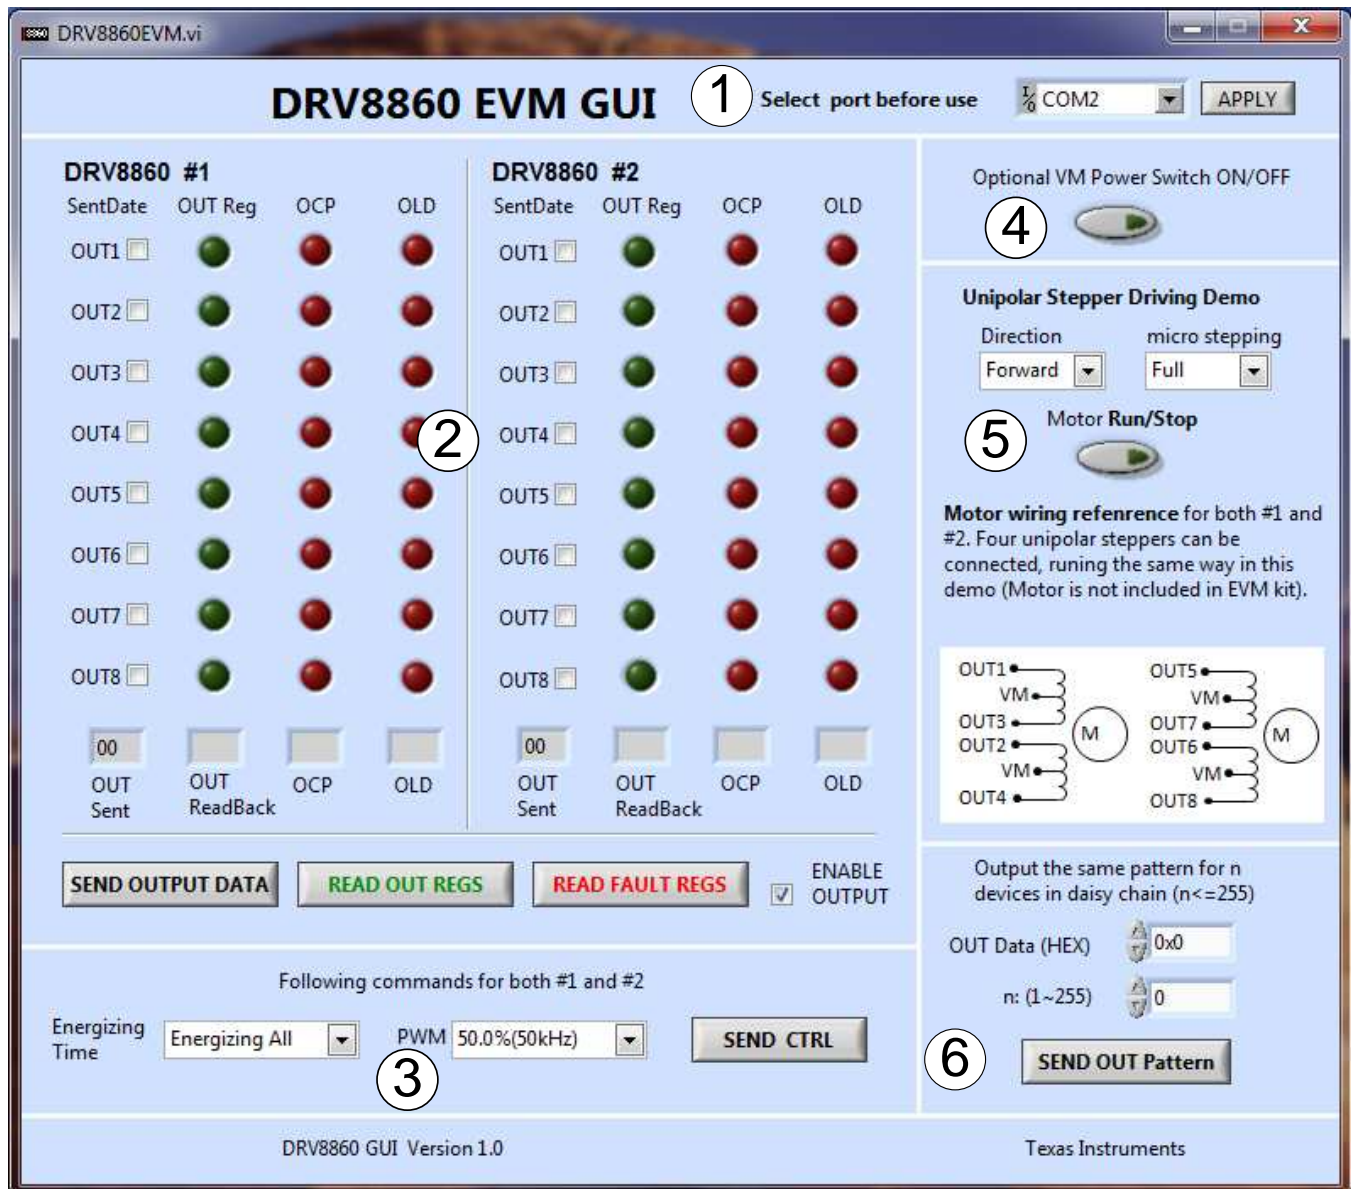 8860 DRV8860EVM.vi
DRV8860 EVM GUI
1
Select port before use
I/O COM2
APPLY
DRV8860 #1
SentDate OUT Reg OCP OLD
OUT1
OUT2
OUT3
OUT4
OUT5
OUT6
OUT7
OUT8
00
OUT Sent
OUT ReadBack
OCP
OLD
2
DRV8860 #2
SentDate OUT Reg OCP OLD
OUT1
OUT2
OUT3
OUT4
OUT5
OUT6
OUT7
OUT8
00
OUT Sent
OUT ReadBack
OCP
OLD
SEND OUTPUT DATA
READ OUT REGS
READ FAULT REGS
ENABLE
OUTPUT
Following commands for both #1 and #2
Energizing
Time
Energizing All
PWM 50.0%(50kHz)
SEND CTRL
3
Optional VM Power Switch ON/OFF
4
Unipolar Stepper Driving Demo
Direction micro stepping
Forward Full
Motor Run/Stop
5
Motor wiring refenrence for both #1 and
#2. Four unipolar steppers can be
connected, runing the same way in this
demo (Motor is not included in EVM kit).
OUT1
VM
OUT3
OUT2
VM
OUT4
M
OUT5
VM
OUT7
OUT6
VM
OUT8
M
Output the same pattern for n
devices in daisy chain (n<=255)
OUT Data (HEX) 0x0
n: (1~255) 0
6
SEND OUT Pattern
DRV8860 GUI Version 1.0
Texas Instruments